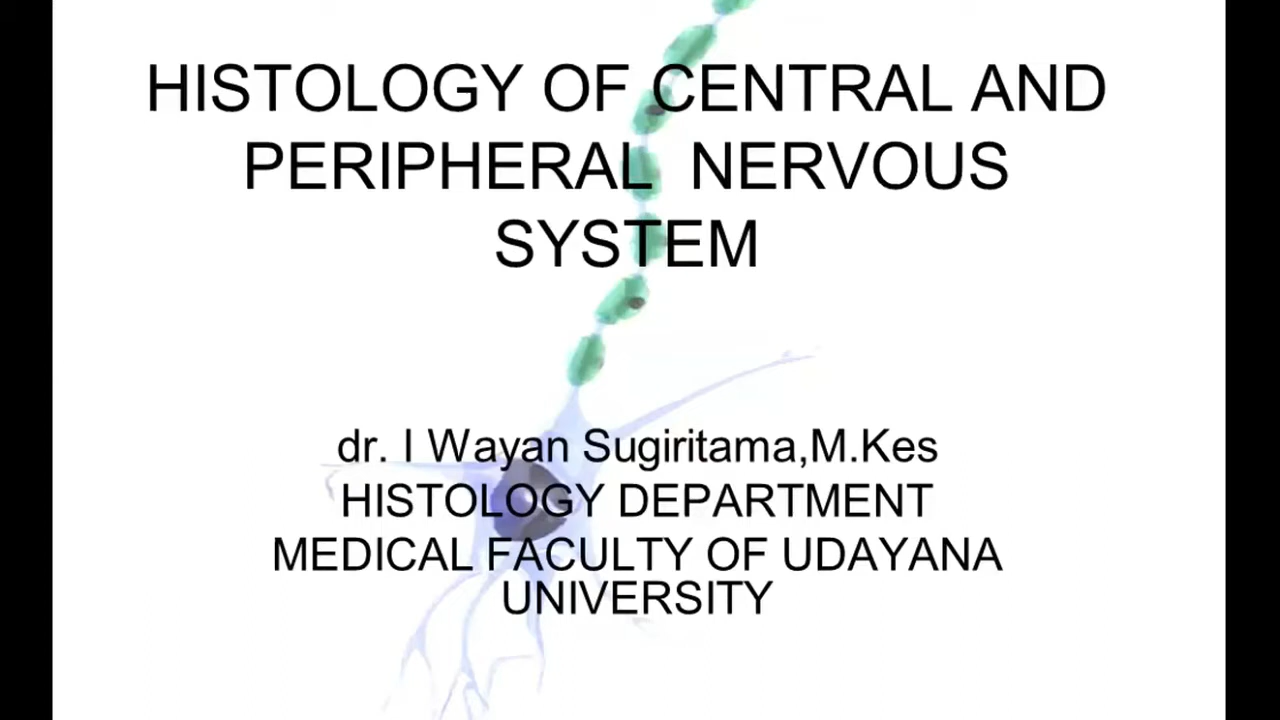 HISTOLOGY OF CENTRAL AND
PERIPHERAL NERVOUS
SYSTEM
dr. I Wayan Sugiritama,M.Kes
HISTOLOGY DEPARTMENT
MEDICAL FACULTY OF UDAYANA
UNIVERSITY